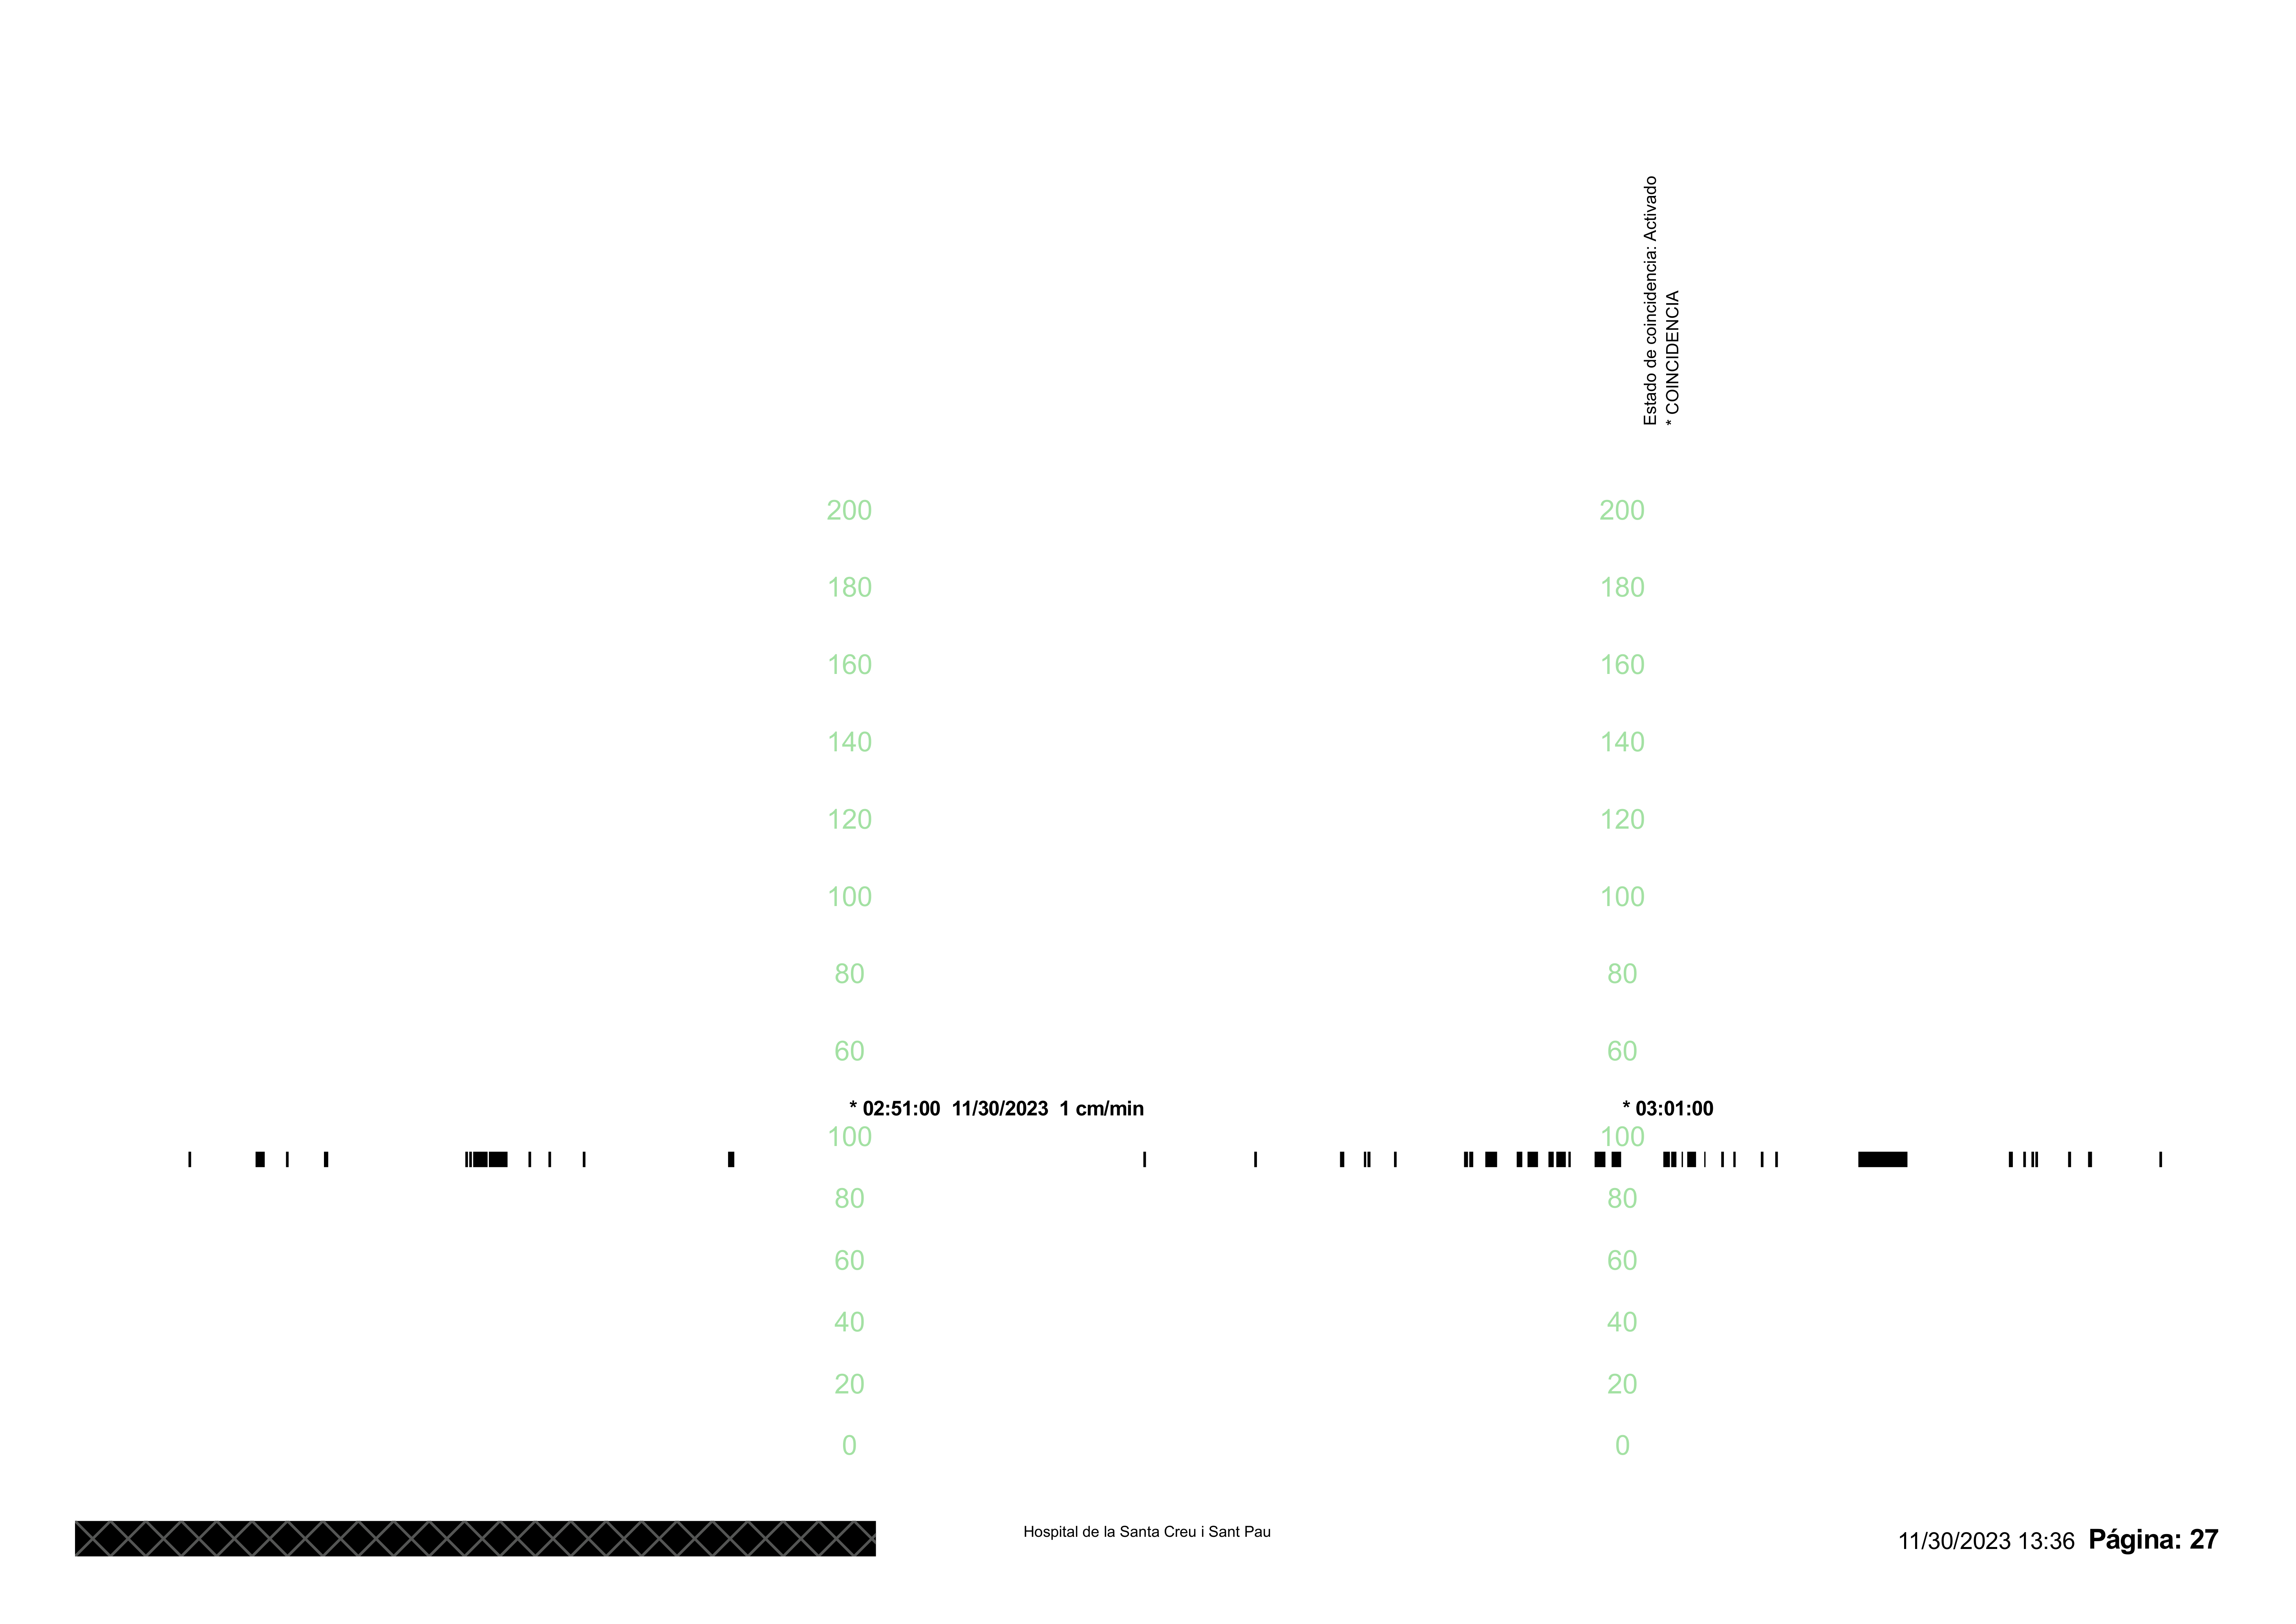 Estado de coincidencia: Activado
* COINCIDENCIA
200 200
180 180
160 160
140 140
120 120
100 100
80 80
60 60
* 02:51:00 11/30/2023 1 cm/min * 03:01:00
100 100
80 80
60 60
40 40
20 20
0 0
Hospital de la Santa Creu i Sant Pau
11/30/2023 13:36 Página: 27